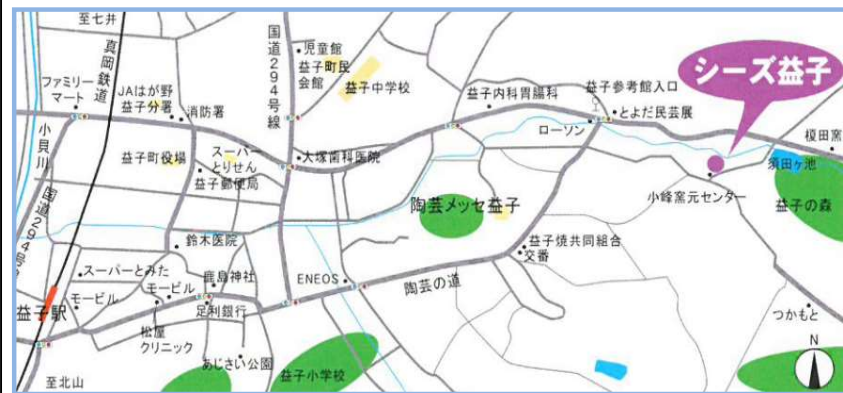 至七井
真岡鉄道
国道294号線
児童館
益子町民
会館
益子中学校
ファミリー
マート
JAはが野
益子分署
消防署
益子内科胃腸科
益子参考館入口
とよだ民芸展
ローソン
シーズ益子
榎田窯
小貝川
国道294号
益子町役場
スーパー
とりせん
益子郵便局
大塚歯科医院
須田ヶ池
小峰窯元センター
益子の森
陶芸メッセ益子
鈴木医院
益子焼共同組合
交番
スーパーとみた
鹿島神社
ENEOS
陶芸の道
モービル
モービル
益子駅
足利銀行
松屋
クリニック
つかもと
あじさい公園
益子小学校
至北山
N